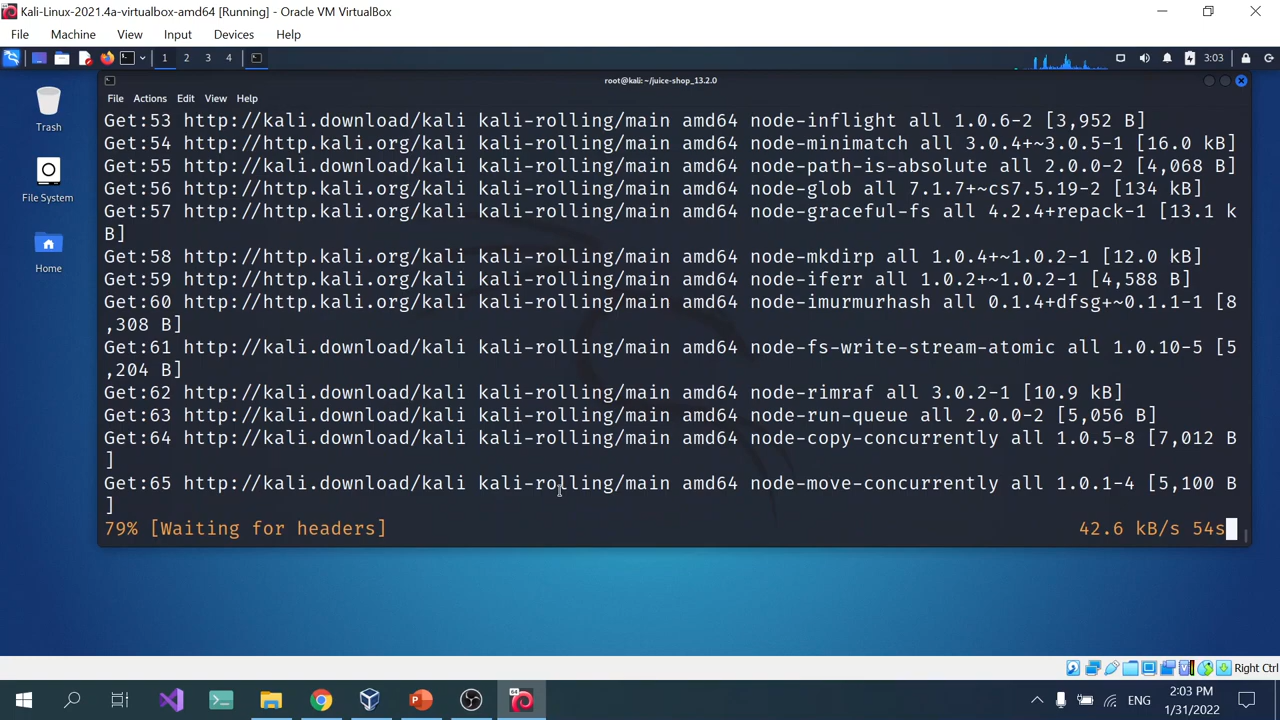 Kali-Linux-2021.4a-virtualbox-amd64 [Running] - Oracle VM VirtualBox
File Machine View Input Devices Help
1 2 3 4 3:03
root@kali: ~/juice-shop_13.2.0
File Actions Edit View Help
Trash
File System
Home
Get:53 http://kali.download/kali kali-rolling/main amd64 node-inflight all 1.0.6-2 [3,952 B]
Get:54 http://http.kali.org/kali kali-rolling/main amd64 node-minimatch all 3.0.4+~3.0.5-1 [16.0 kB]
Get:55 http://kali.download/kali kali-rolling/main amd64 node-path-is-absolute all 2.0.0-2 [4,068 B]
Get:56 http://http.kali.org/kali kali-rolling/main amd64 node-glob all 7.1.7+~cs7.5.19-2 [134 kB]
Get:57 http://http.kali.org/kali kali-rolling/main amd64 node-graceful-fs all 4.2.4+repack-1 [13.1 k
B]
Get:58 http://http.kali.org/kali kali-rolling/main amd64 node-mkdirp all 1.0.4+~1.0.2-1 [12.0 kB]
Get:59 http://http.kali.org/kali kali-rolling/main amd64 node-iferr all 1.0.2+~1.0.2-1 [4,588 B]
Get:60 http://http.kali.org/kali kali-rolling/main amd64 node-imurmurhash all 0.1.4+dfsg+~0.1.1-1 [8
,308 B]
Get:61 http://kali.download/kali kali-rolling/main amd64 node-fs-write-stream-atomic all 1.0.10-5 [5
,204 B]
Get:62 http://kali.download/kali kali-rolling/main amd64 node-rimraf all 3.0.2-1 [10.9 kB]
Get:63 http://kali.download/kali kali-rolling/main amd64 node-run-queue all 2.0.0-2 [5,056 B]
Get:64 http://kali.download/kali kali-rolling/main amd64 node-copy-concurrently all 1.0.5-8 [7,012 B
]
Get:65 http://kali.download/kali kali-rolling/main amd64 node-move-concurrently all 1.0.1-4 [5,100 B
]
79% [Waiting for headers] 42.6 kB/s 54s
Right Ctrl
ENG
2:03 PM
1/31/2022